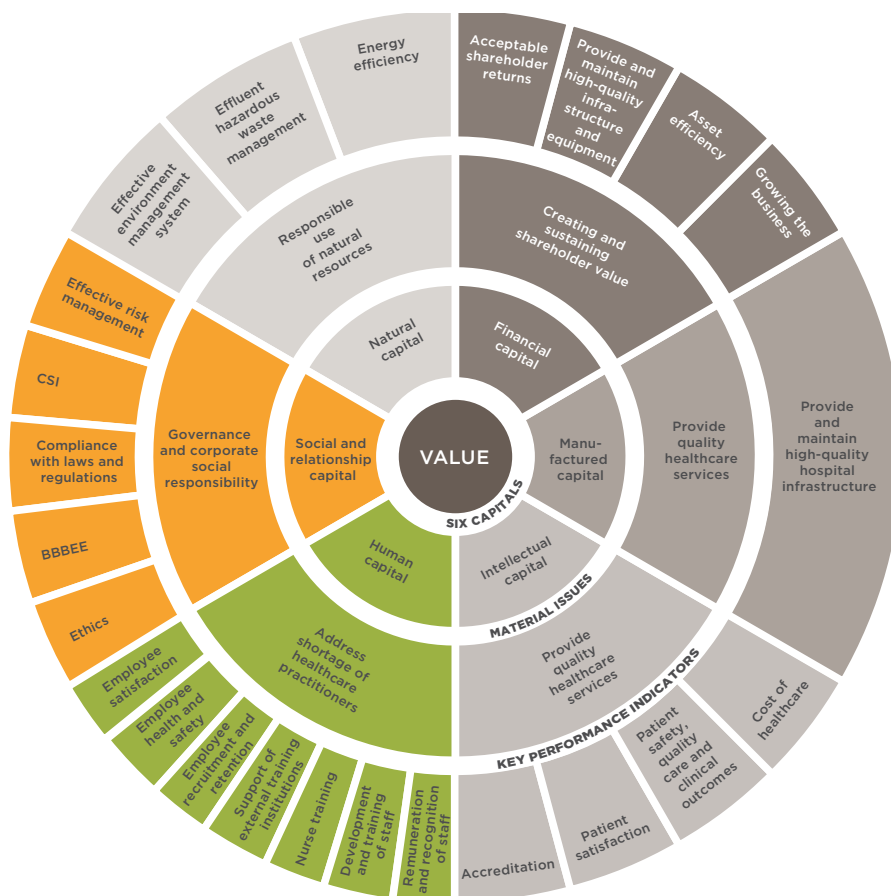 VALUE
SIX CAPITALS
MATERIAL ISSUES
KEY PERFORMANCE INDICATORS
Financial
capital
Creating and
sustaining
shareholder value
Acceptable
shareholder
returns
Provide and
maintain
high-quality
infra-
structure
and
equipment
Asset
efficiency
Growing the
business
Manu-
factured
capital
Provide
quality
healthcare
services
Provide
and
maintain
high-quality
hospital
infrastructure
Intellectual
capital
Provide
quality
healthcare
services
Cost of
healthcare
Patient
safety,
quality
care and
clinical
outcomes
Patient
satisfaction
Accreditation
Human
capital
Address
shortage of
healthcare
practitioners
Remuneration
and recognition
of staff
Development
and training
of staff
Nurse training
Support of
external training
institutions
Employee
recruitment and
retention
Employee
health and
safety
Employee
satisfaction
Social and
relationship
capital
Governance
and corporate
social
responsibility
Ethics
BBBEE
Compliance
with laws and
regulations
CSI
Effective risk
management
Natural
capital
Responsible
use
of natural
resources
Effective
environment
management
system
Effluent
hazardous
waste
management
Energy
efficiency